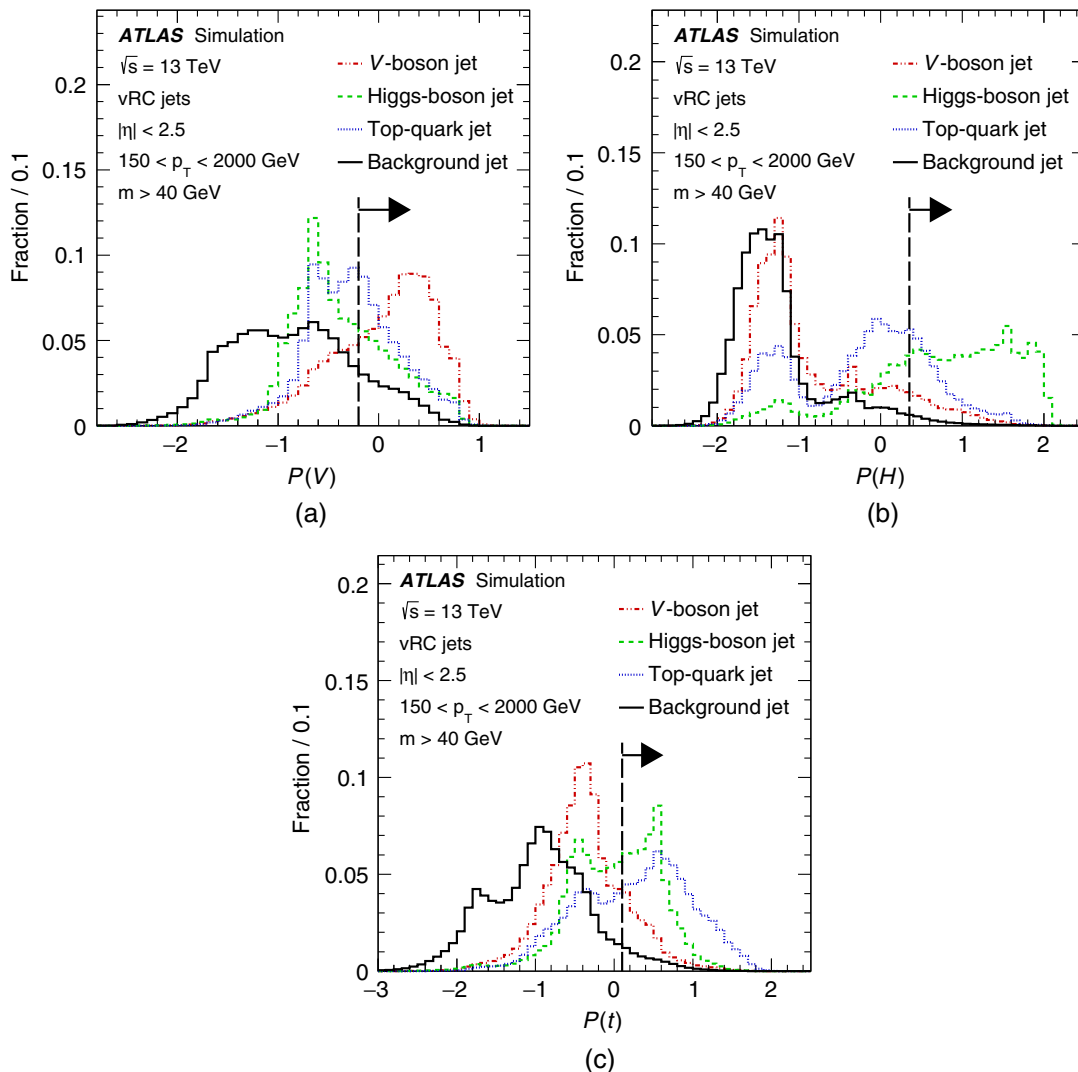 ATLAS Simulation
√s = 13 TeV
vRC jets
|η| < 2.5
150 < p_T < 2000 GeV
m > 40 GeV
V-boson jet
Higgs-boson jet
Top-quark jet
Background jet
Fraction / 0.1
0.2
0.15
0.1
0.05
0
−2 −1 0 1
P(V)
(a)
ATLAS Simulation
√s = 13 TeV
vRC jets
|η| < 2.5
150 < p_T < 2000 GeV
m > 40 GeV
V-boson jet
Higgs-boson jet
Top-quark jet
Background jet
Fraction / 0.1
0.2
0.15
0.1
0.05
0
−2 −1 0 1 2
P(H)
(b)
ATLAS Simulation
√s = 13 TeV
vRC jets
|η| < 2.5
150 < p_T < 2000 GeV
m > 40 GeV
V-boson jet
Higgs-boson jet
Top-quark jet
Background jet
Fraction / 0.1
0.2
0.15
0.1
0.05
0
−3 −2 −1 0 1 2
P(t)
(c)